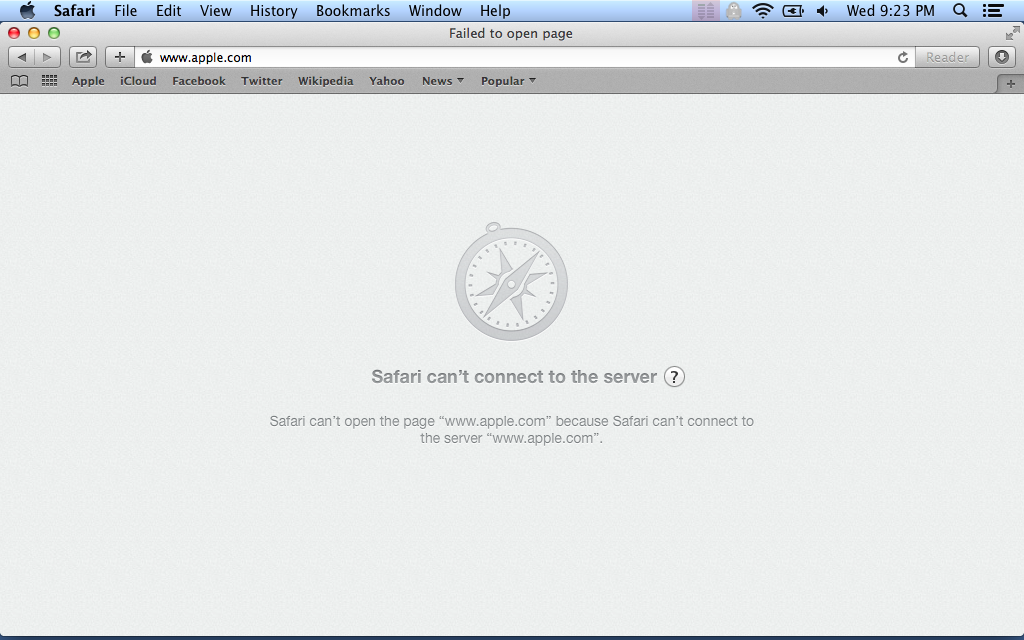 Safari File Edit View History Bookmarks Window Help Wed 9:23 PM
Failed to open page
www.apple.com Reader
Apple iCloud Facebook Twitter Wikipedia Yahoo News Popular
Safari can’t connect to the server ?
Safari can’t open the page “www.apple.com” because Safari can’t connect to
the server “www.apple.com”.